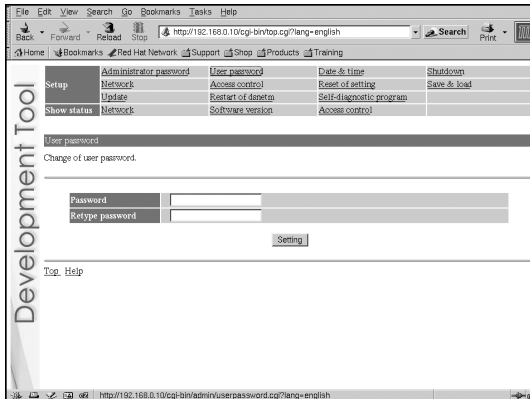 File Edit View Search Go Bookmarks Tasks Help
Back Forward Reload Stop http://192.168.0.10/cgi-bin/top.cgi?lang=english Search Print
Home Bookmarks Red Hat Network Support Shop Products Training
Development Tool
Setup
Administrator password User password Date & time Shutdown
Network Access control Reset of setting Save & load
Update Restart of dsnetm Self-diagnostic program
Show status Network Software version Access control
User password
Change of user password.
Password
Retype password
Setting
Top Help
http://192.168.0.10/cgi-bin/admin/userpassword.cgi?lang=english